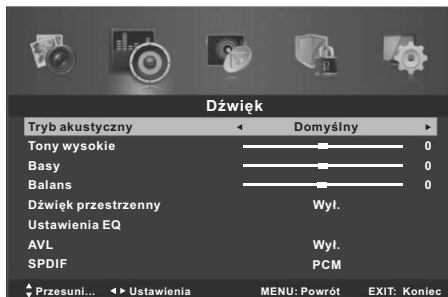 Dźwięk
Tryb akustyczny Domyślny
Tony wysokie 0
Basy 0
Balans 0
Dźwięk przestrzenny Wył.
Ustawienia EQ
AVL Wył.
SPDIF PCM
Przesuni... Ustawienia MENU: Powrót EXIT: Koniec